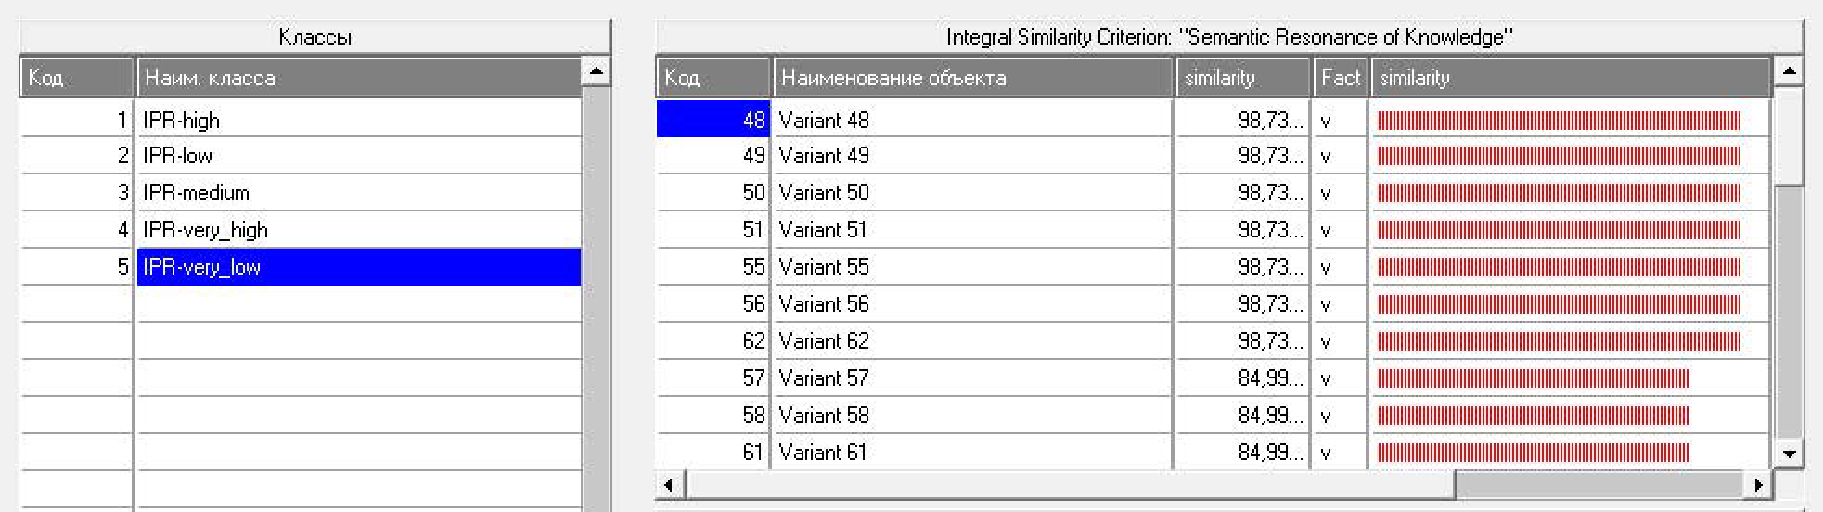 Классы
Код Наим. класса
1 IPR-high
2 IPR-low
3 IPR-medium
4 IPR-very_high
5 IPR-very_low
Integral Similarity Criterion: "Semantic Resonance of Knowledge"
Код Наименование объекта similarity Fact similarity
48 Variant 48 98,73... v
49 Variant 49 98,73... v
50 Variant 50 98,73... v
51 Variant 51 98,73... v
55 Variant 55 98,73... v
56 Variant 56 98,73... v
62 Variant 62 98,73... v
57 Variant 57 84,99... v
58 Variant 58 84,99... v
61 Variant 61 84,99... v